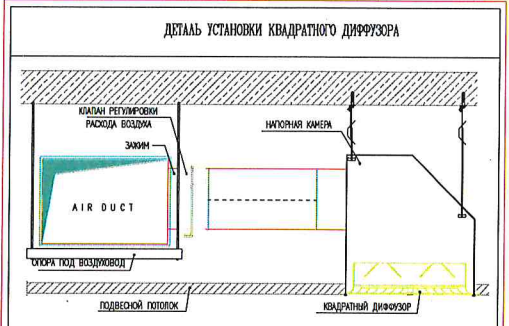 ДЕТАЛЬ УСТАНОВКИ КВАДРАТНОГО ДИФФУЗОРА
КЛАПАН РЕГУЛИРОВКИ
РАСХОДА ВОЗДУХА
НАПОРНАЯ КАМЕРА
ЗАЖИМ
AIR DUCT
ОПОРА ПОД ВОЗДУХОВОД
ПОДВЕСНОЙ ПОТОЛОК
КВАДРАТНЫЙ ДИФФУЗОР